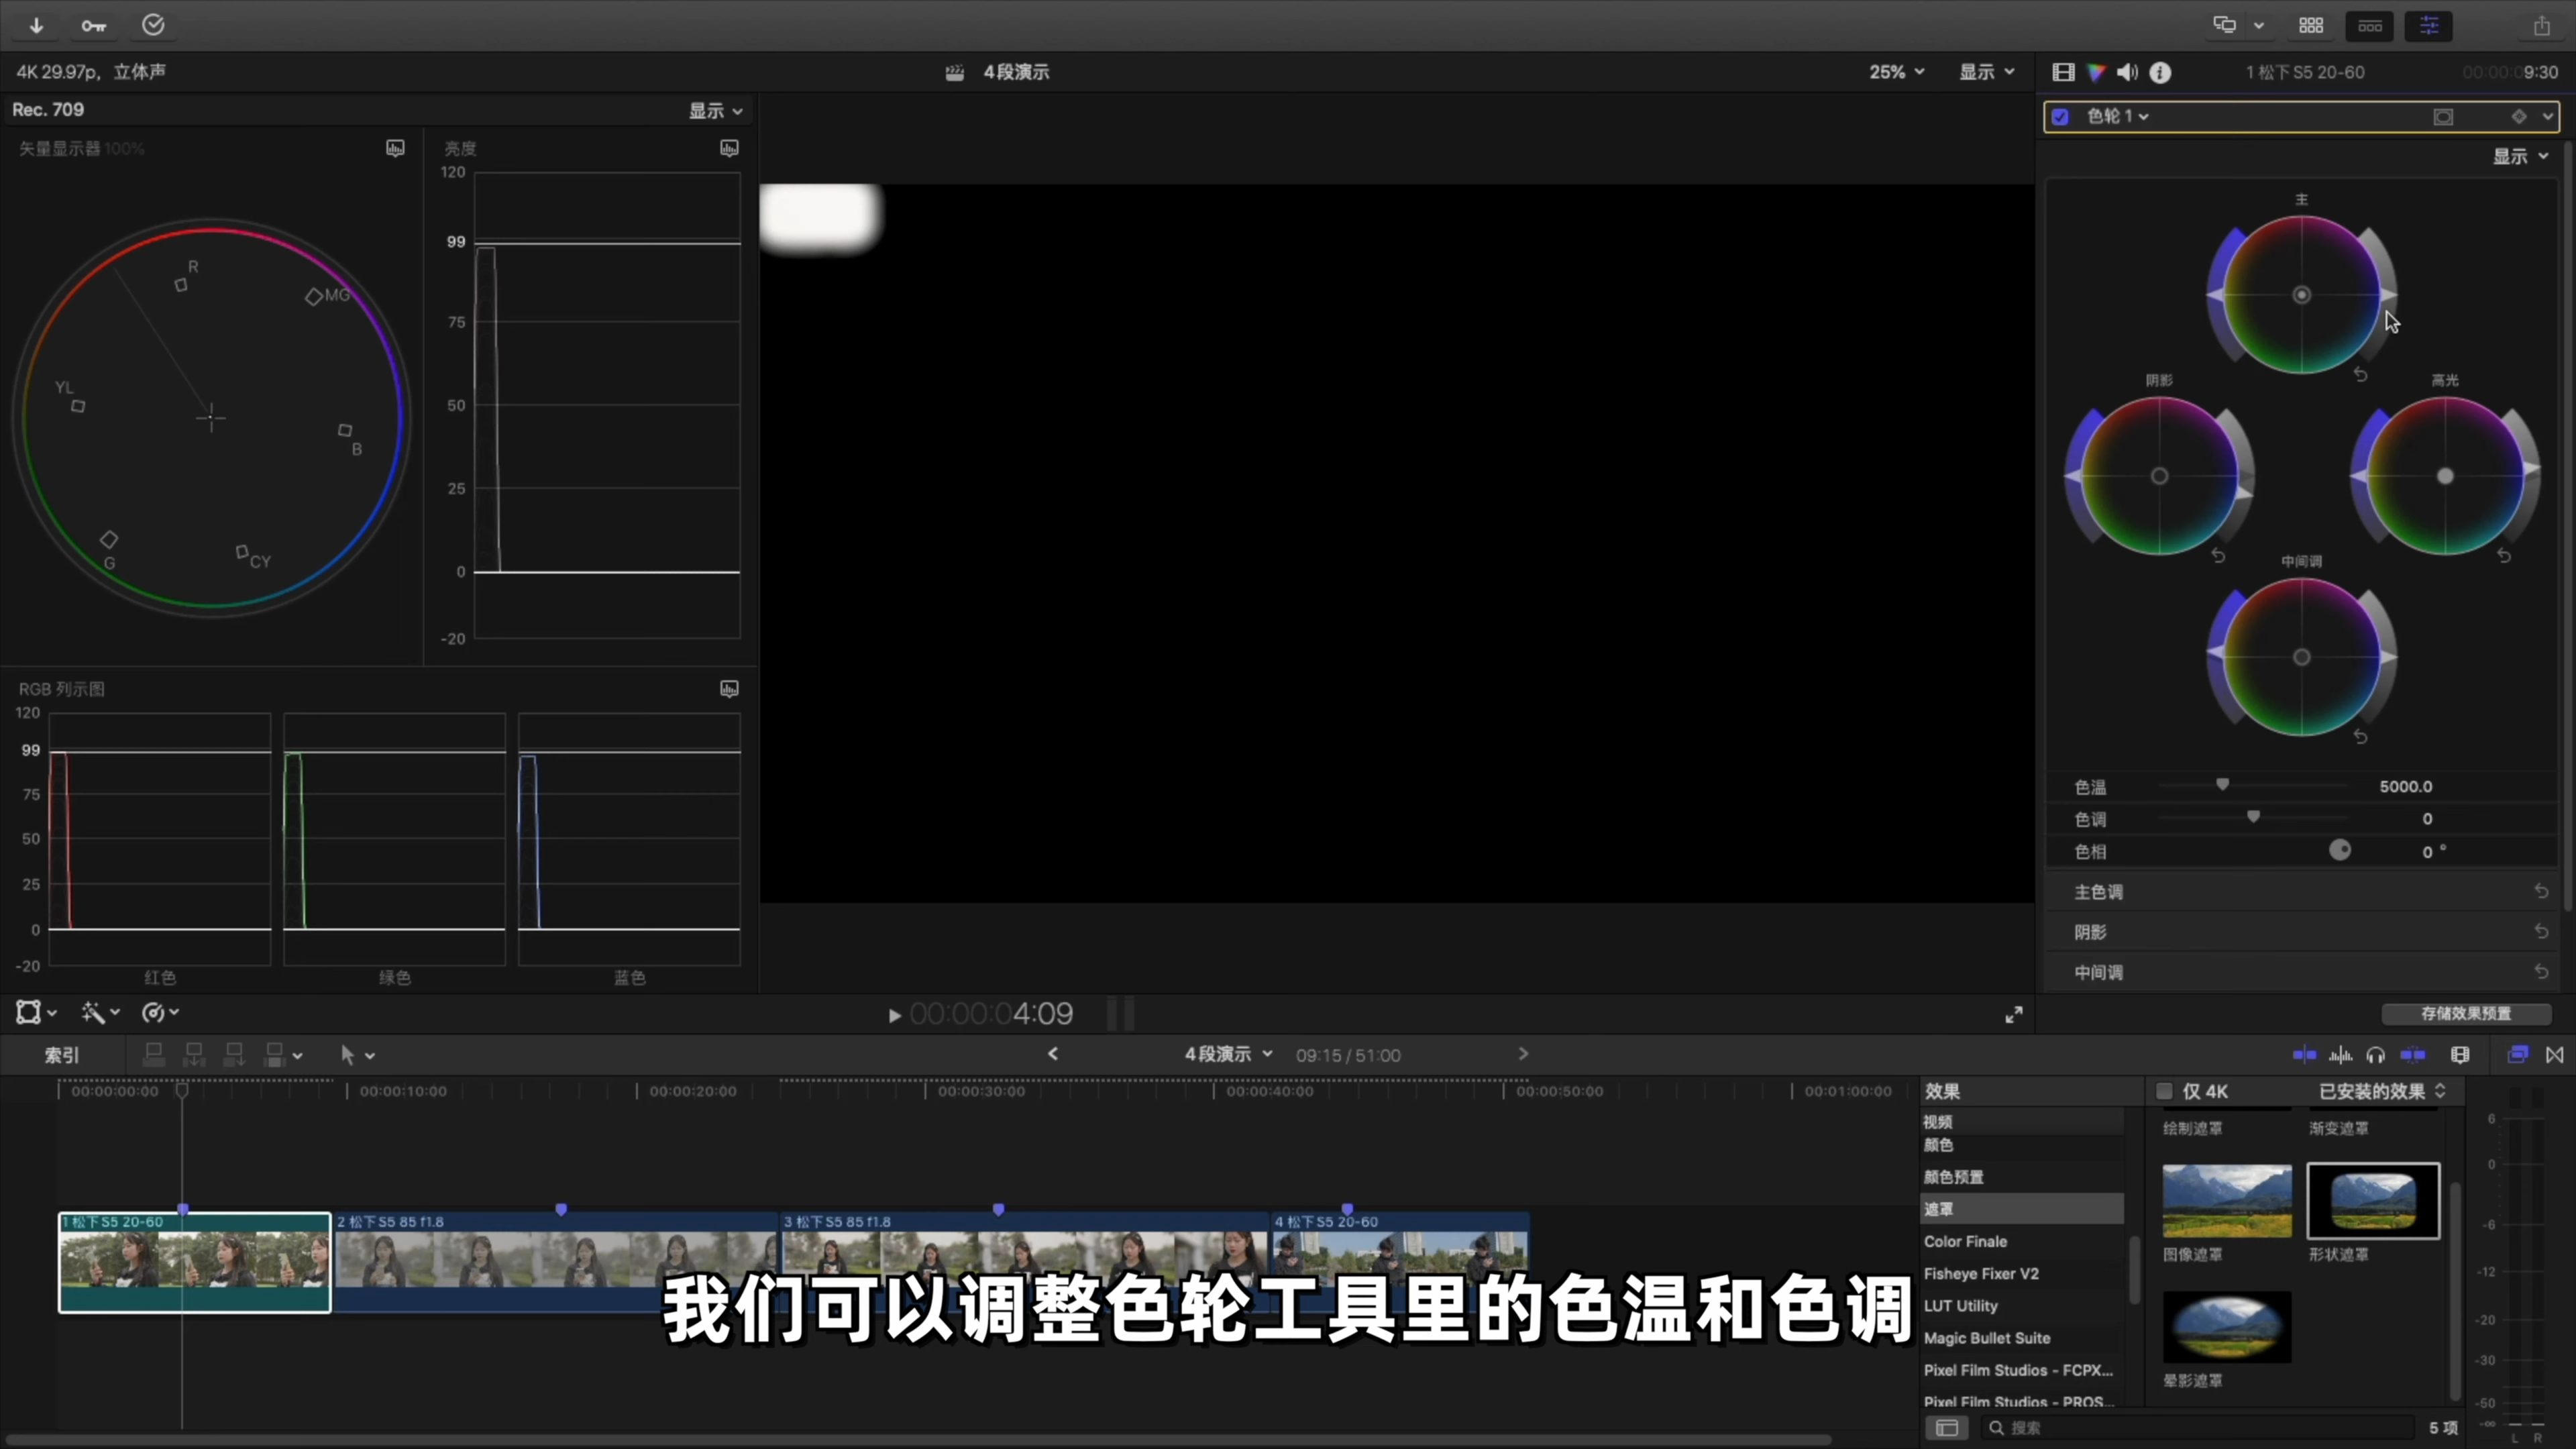 4K 29.97p，立体声
4段演示
25%
显示
1 松下 S5 20-60
00:00:09:30
Rec. 709
显示
色轮 1
矢量显示器 100%
亮度
显示
120
99
75
50
25
0
-20
R
MG
YL
B
G
CY
主
阴影
高光
中间调
RGB 列示图
120
99
75
50
25
0
-20
红色
绿色
蓝色
色温
5000.0
色调
0
色相
0 °
主色调
阴影
中间调
00:00:04:09
存储效果预置
索引
4段演示
09:15 / 51:00
00:00:00:00
00:00:10:00
00:00:20:00
00:00:30:00
00:00:40:00
00:00:50:00
00:01:00:00
1 松下 S5 20-60
2 松下 S5 85 f1.8
3 松下 S5 85 f1.8
4 松下 S5 20-60
我们可以调整色轮工具里的色温和色调
效果
仅 4K
已安装的效果
视频
颜色
颜色预置
遮罩
Color Finale
Fisheye Fixer V2
LUT Utility
Magic Bullet Suite
Pixel Film Studios - FCPX...
Pixel Film Studios - PROS...
绘制遮罩
渐变遮罩
图像遮罩
形状遮罩
晕影遮罩
搜索
5 项
6
0
-6
-12
-20
-30
-50
-∞
L R